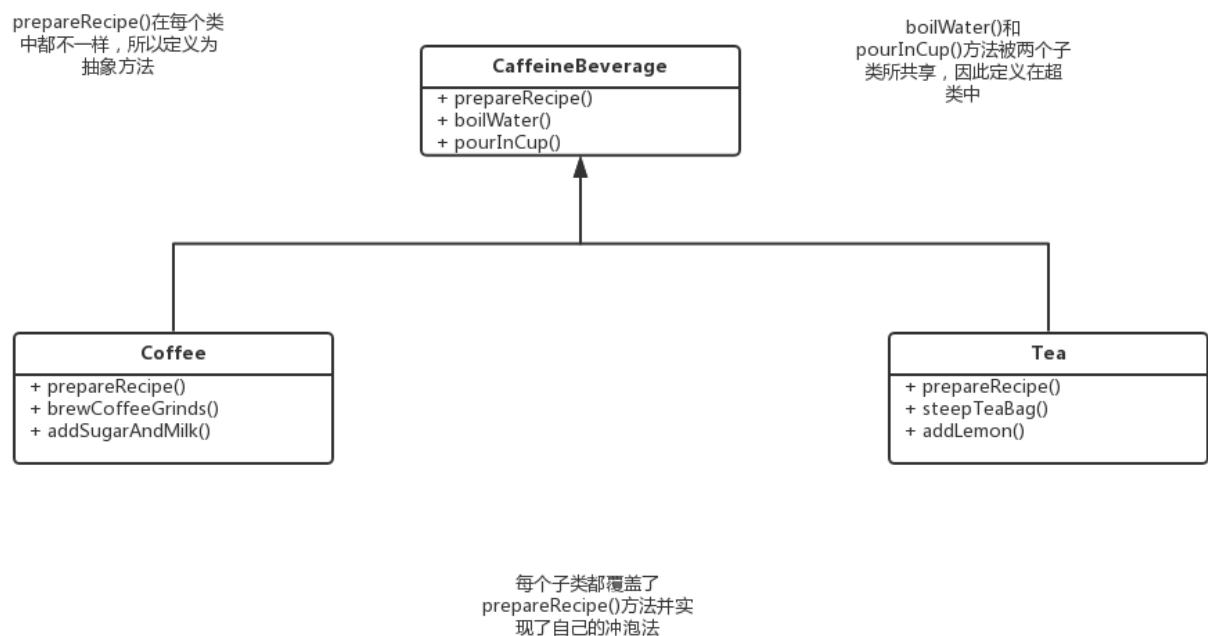 prepareRecipe()在每个类
中都不一样，所以定义为
抽象方法
boilWater()和
pourInCup()方法被两个子
类所共享，因此定义在超
类中
CaffeineBeverage
+ prepareRecipe()
+ boilWater()
+ pourInCup()
Coffee
+ prepareRecipe()
+ brewCoffeeGrinds()
+ addSugarAndMilk()
Tea
+ prepareRecipe()
+ steepTeaBag()
+ addLemon()
每个子类都覆盖了
prepareRecipe()方法并实
现了自己的冲泡法